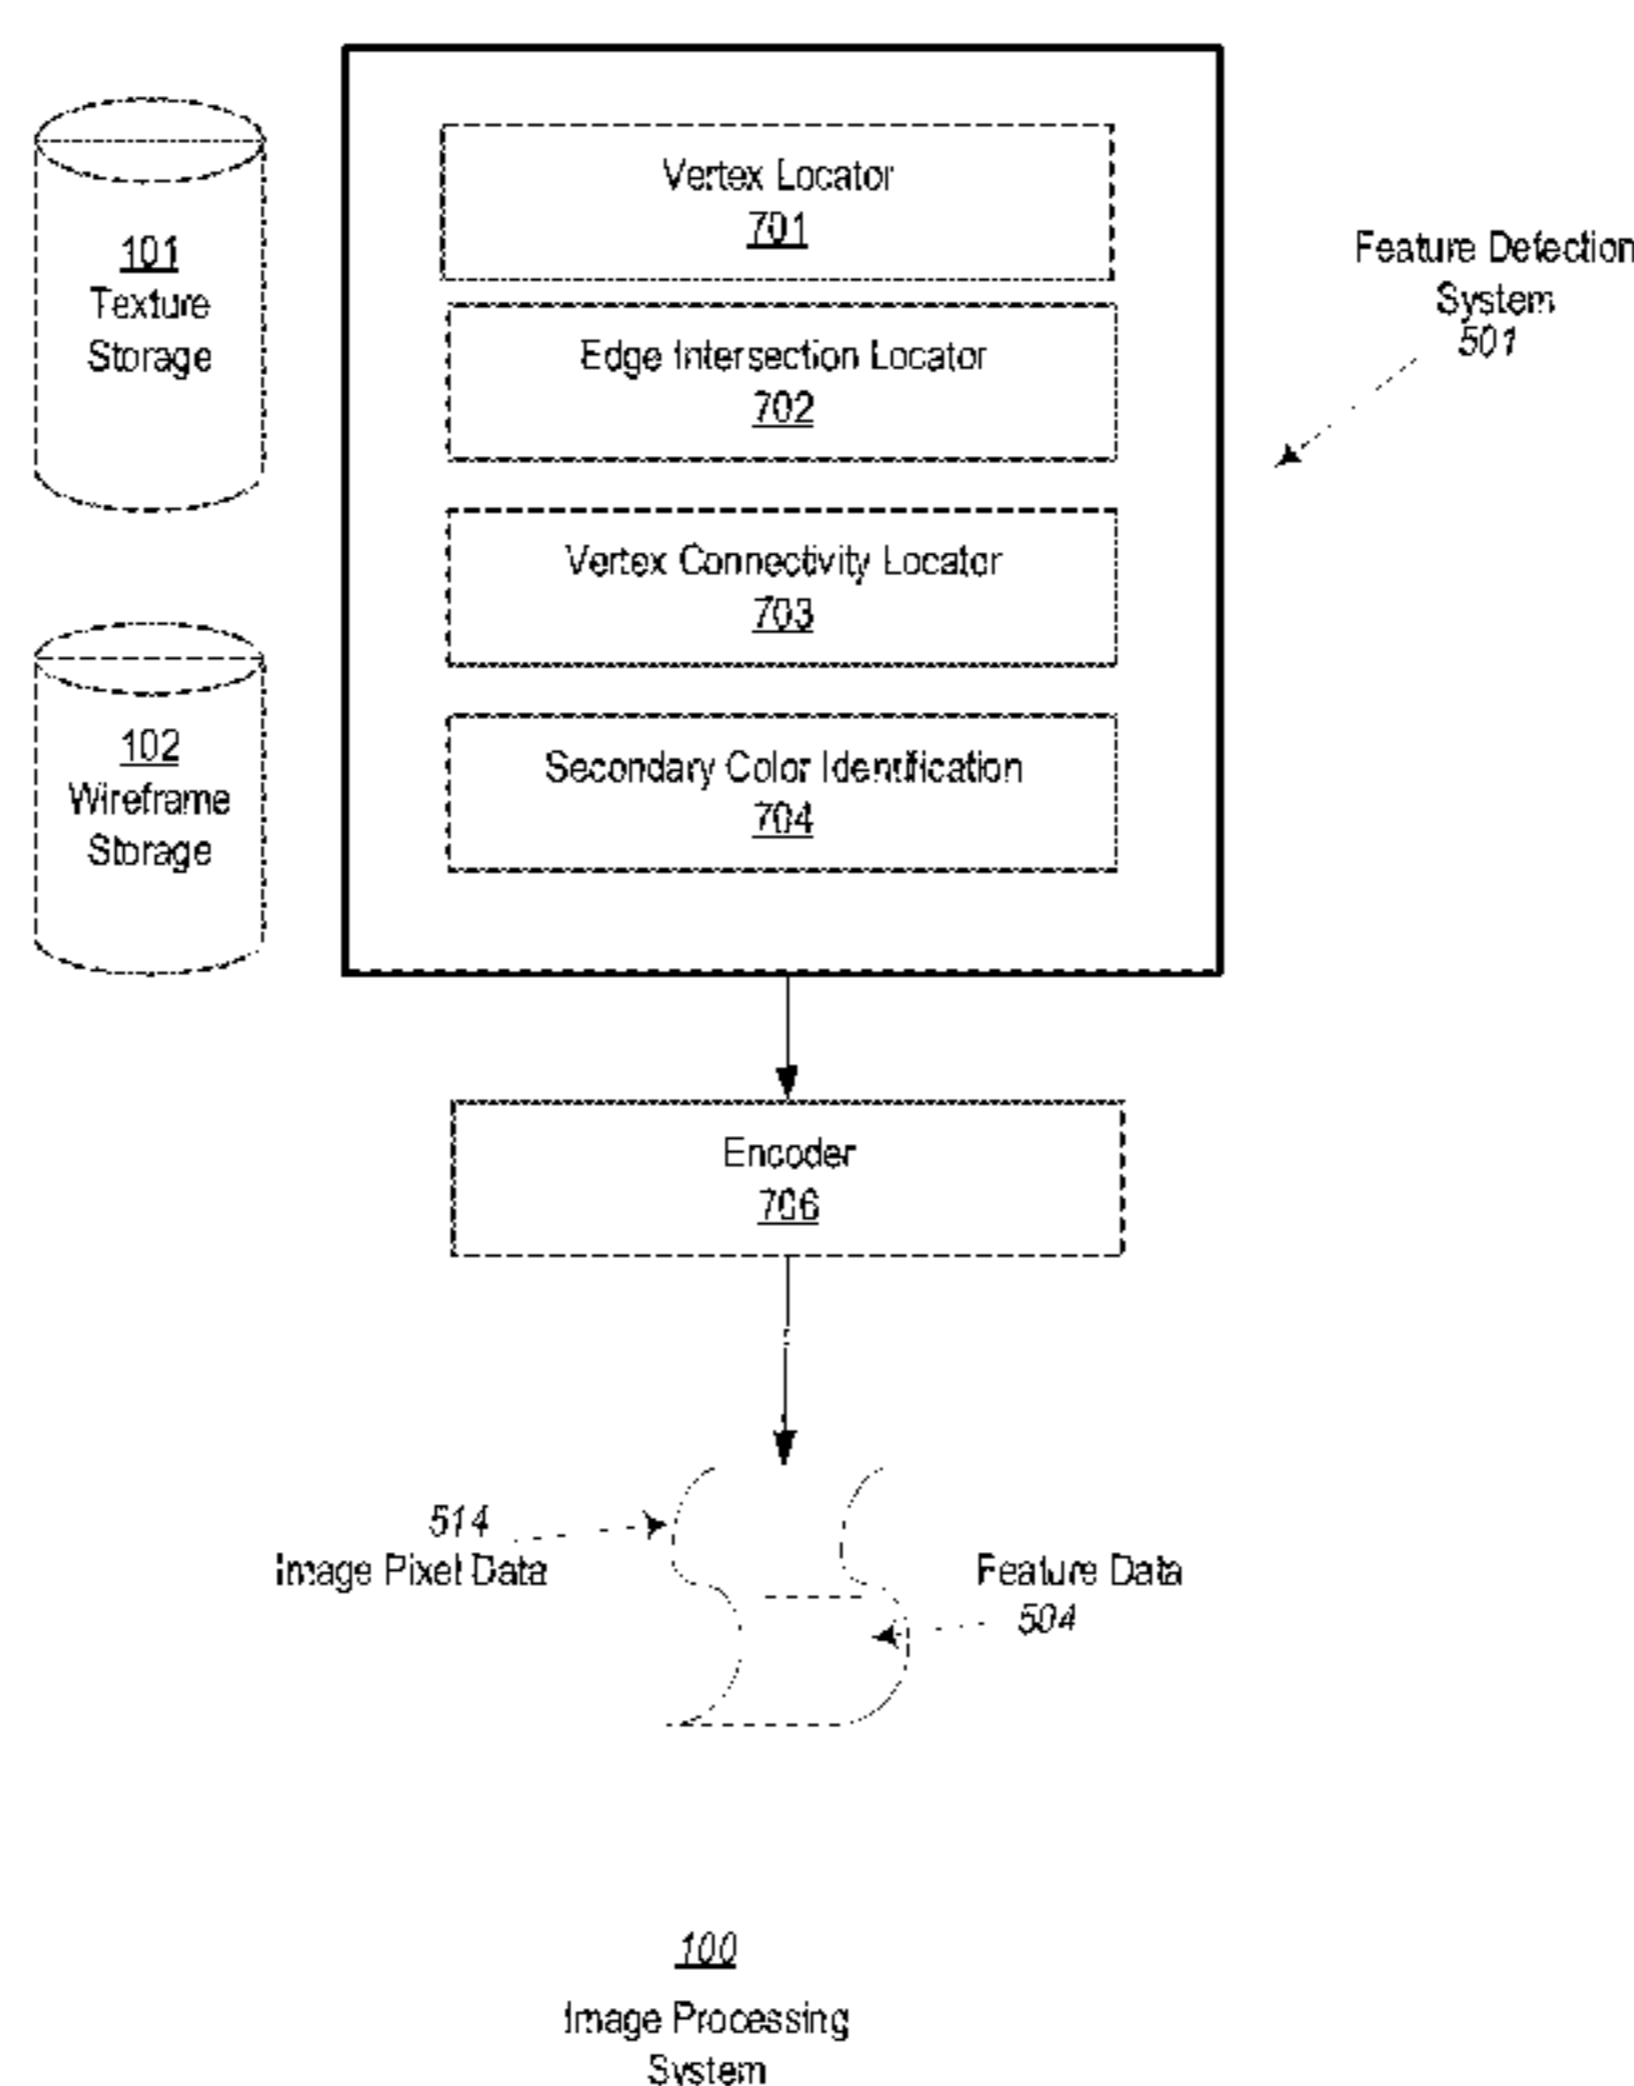 Vertex Locator
701
101
Texture
Storage
Feature Detection
System
501
Edge Intersection Locator
702
Vertex Connectivity Locator
703
102
Wireframe
Storage
Secondary Color Identification
704
Encoder
706
514
Image Pixel Data
Feature Data
504
100
Image Processing
System